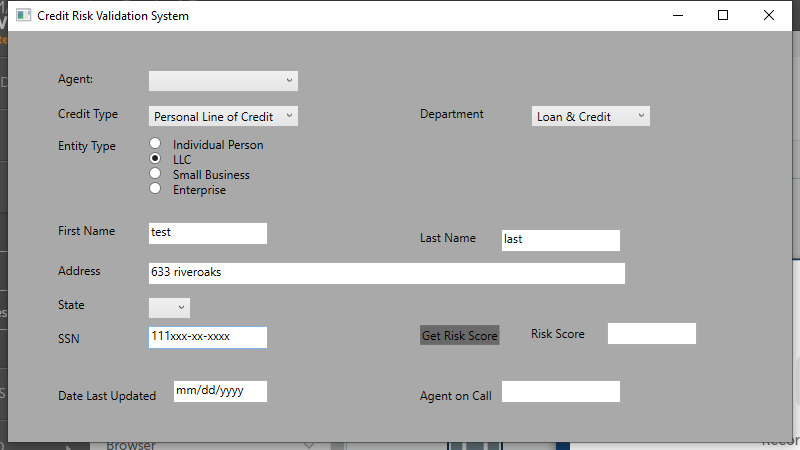 Credit Risk Validation System
Agent:
Credit Type Personal Line of Credit Department Loan & Credit
Entity Type Individual Person
LLC
Small Business
Enterprise
First Name test
Last Name last
Address 633 riveroaks
State
SSN 111xxx-xx-xxxx Get Risk Score Risk Score
Date Last Updated mm/dd/yyyy Agent on Call
Browser
Recor